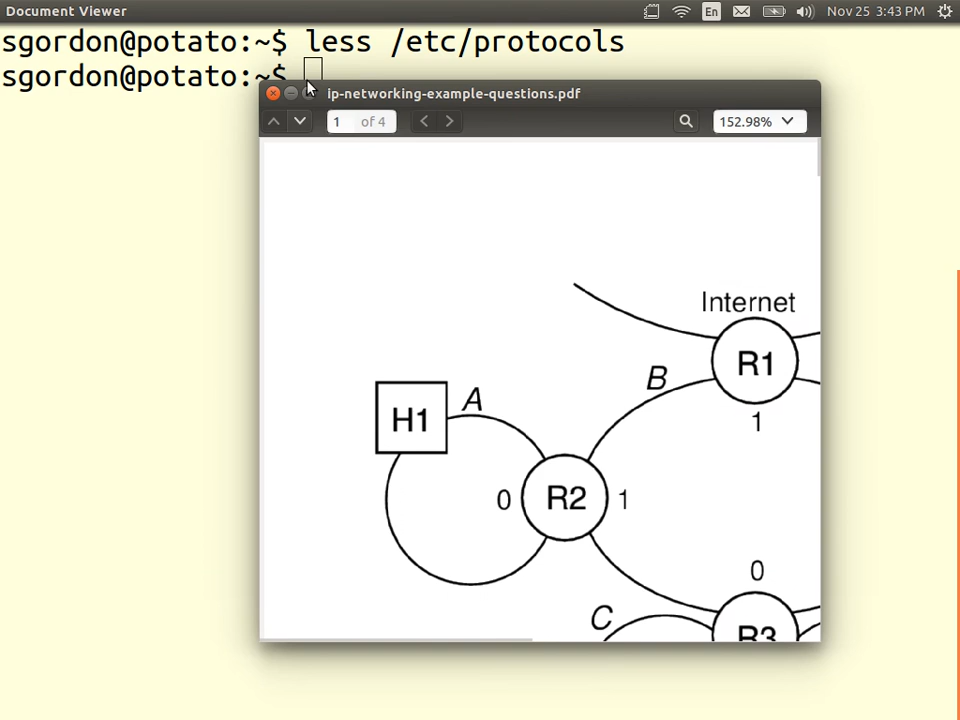 Document Viewer En Nov 25 3:43 PM
sgordon@potato:~$ less /etc/protocols
sgordon@potato:~$
ip-networking-example-questions.pdf
1 of 4 152.98%
Internet
R1
B
1
H1 A
0 R2 1
0
C
R3